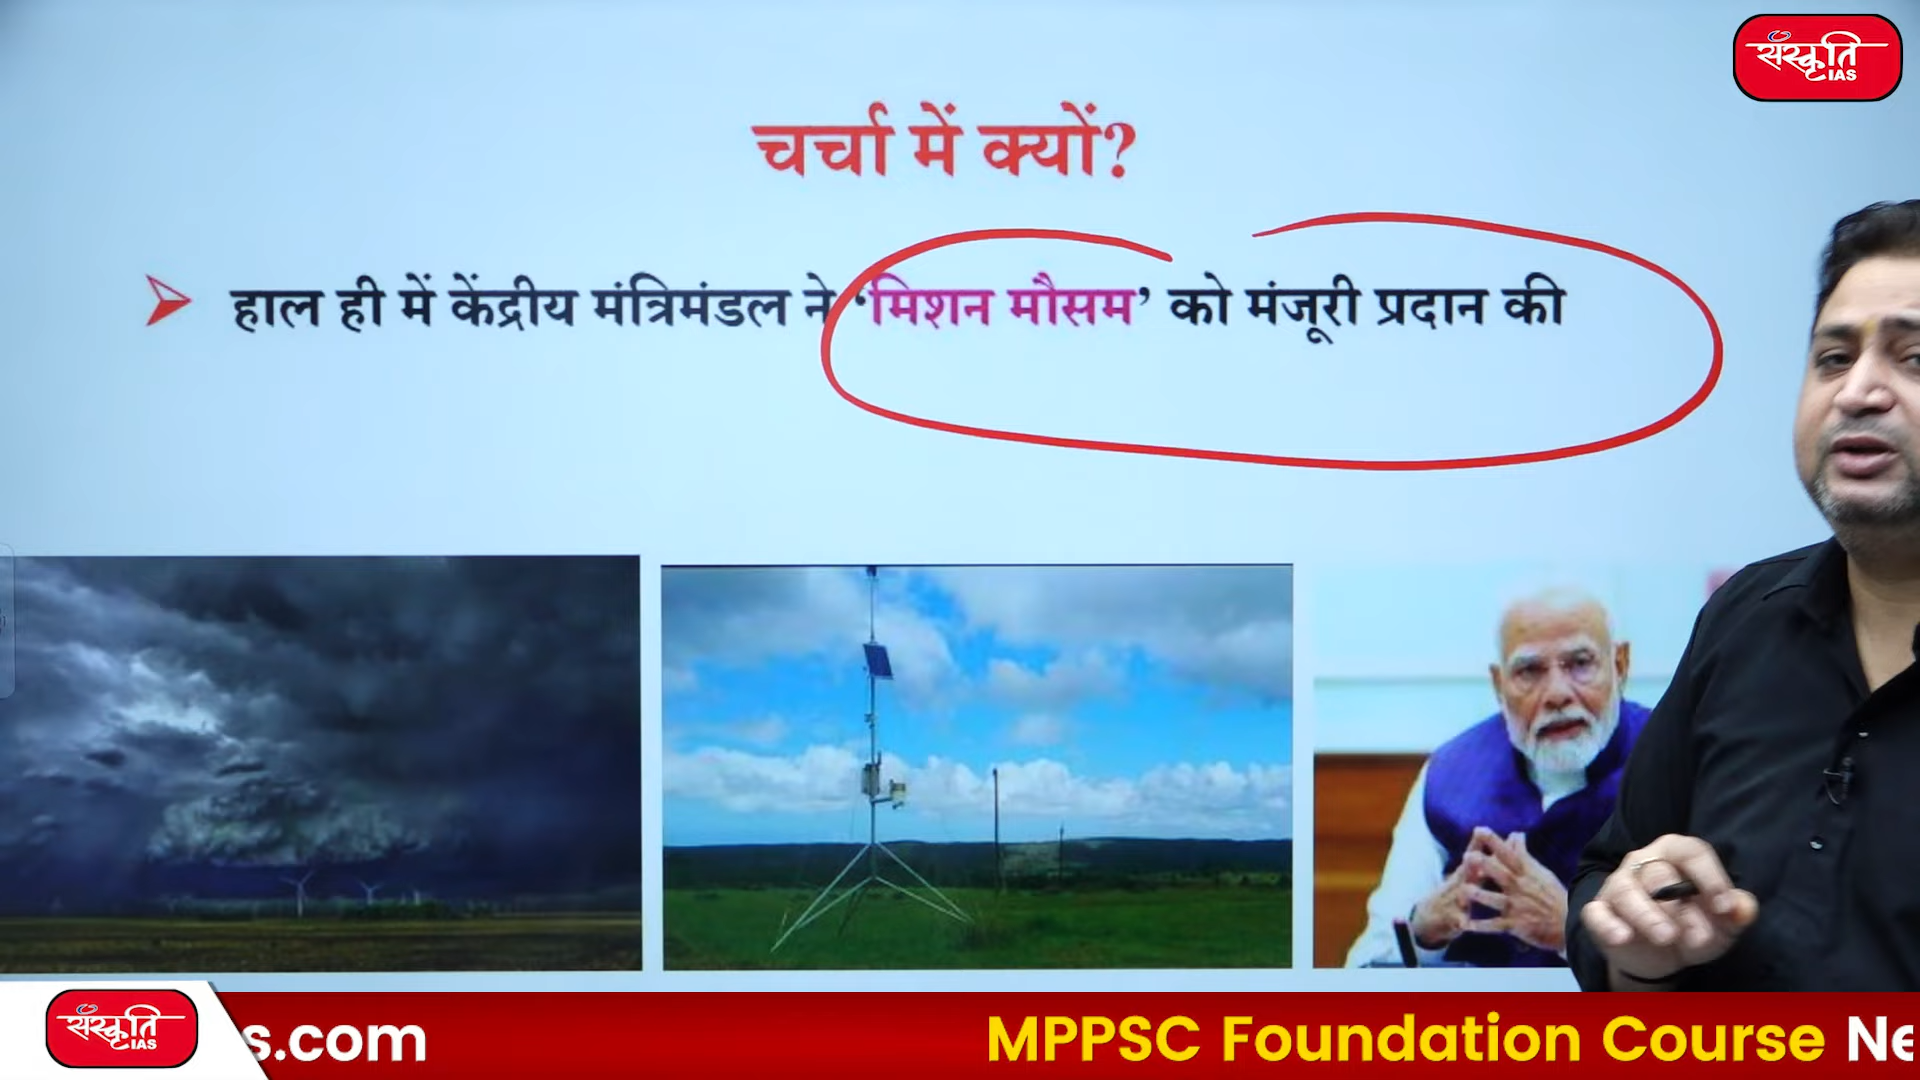 संस्कृति
IAS
चर्चा में क्यों?
हाल ही में केंद्रीय मंत्रिमंडल ने ‘मिशन मौसम’ को मंजूरी प्रदान की
संस्कृति
IAS
s.com
MPPSC Foundation Course Ne